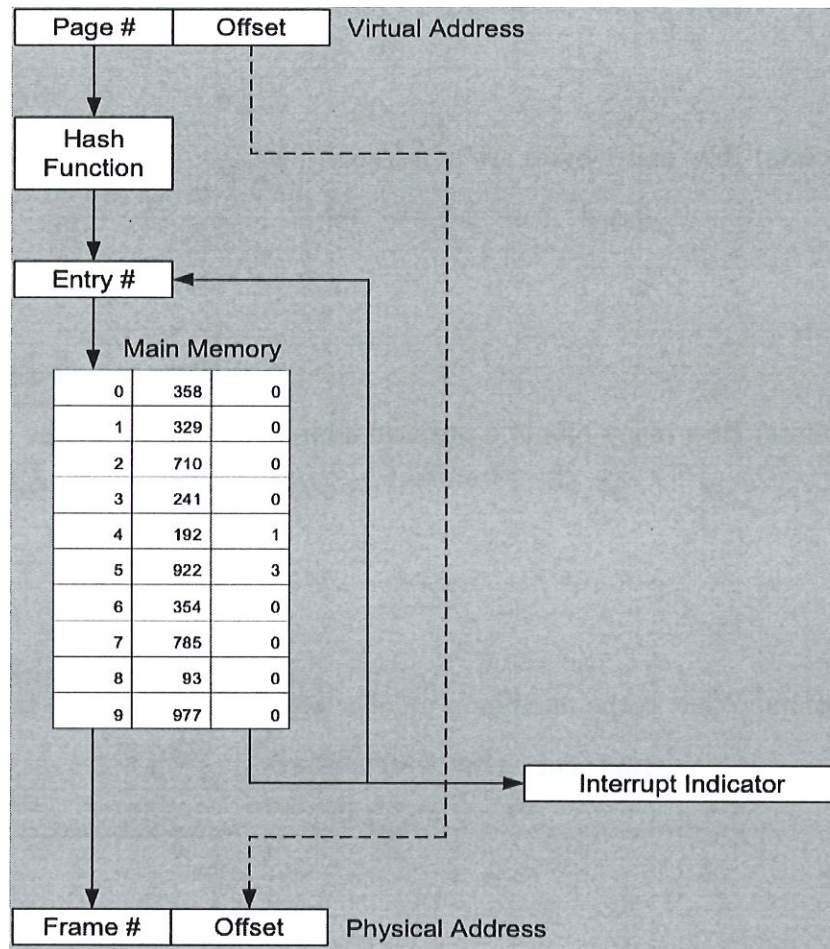 Page # Offset Virtual Address
Hash
Function
Entry #
Main Memory
0 358 0
1 329 0
2 710 0
3 241 0
4 192 1
5 922 3
6 354 0
7 785 0
8 93 0
9 977 0
Interrupt Indicator
Frame # Offset Physical Address